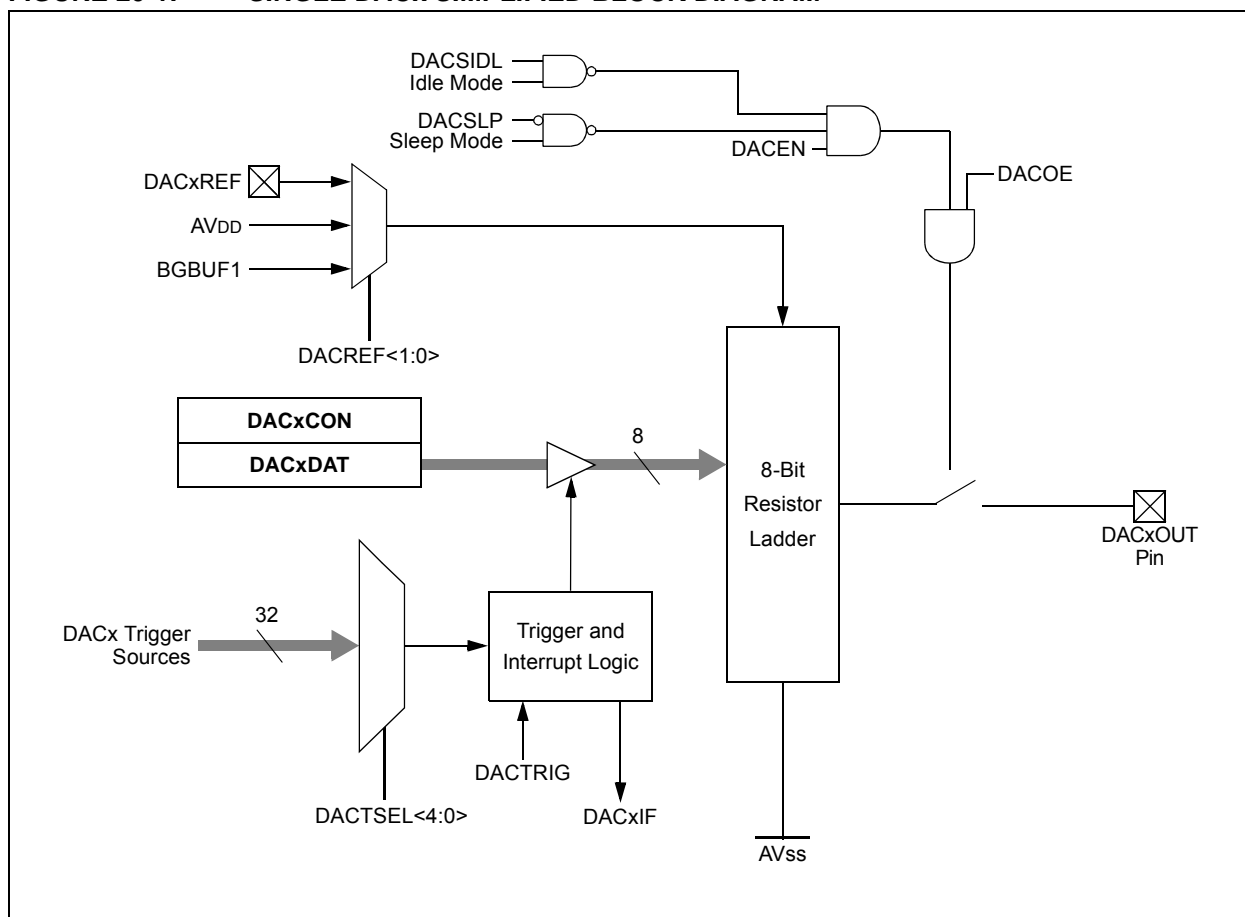 DACSIDL
Idle Mode
DACSLP
Sleep Mode
DACEN
DACOE
DACxREF
AVDD
BGBUF1
DACREF<1:0>
DACxCON
DACxDAT
8
8-Bit
Resistor
Ladder
DACxOUT
Pin
32
DACx Trigger
Sources
Trigger and
Interrupt Logic
DACTRIG
DACTSEL<4:0>
DACxIF
AVss